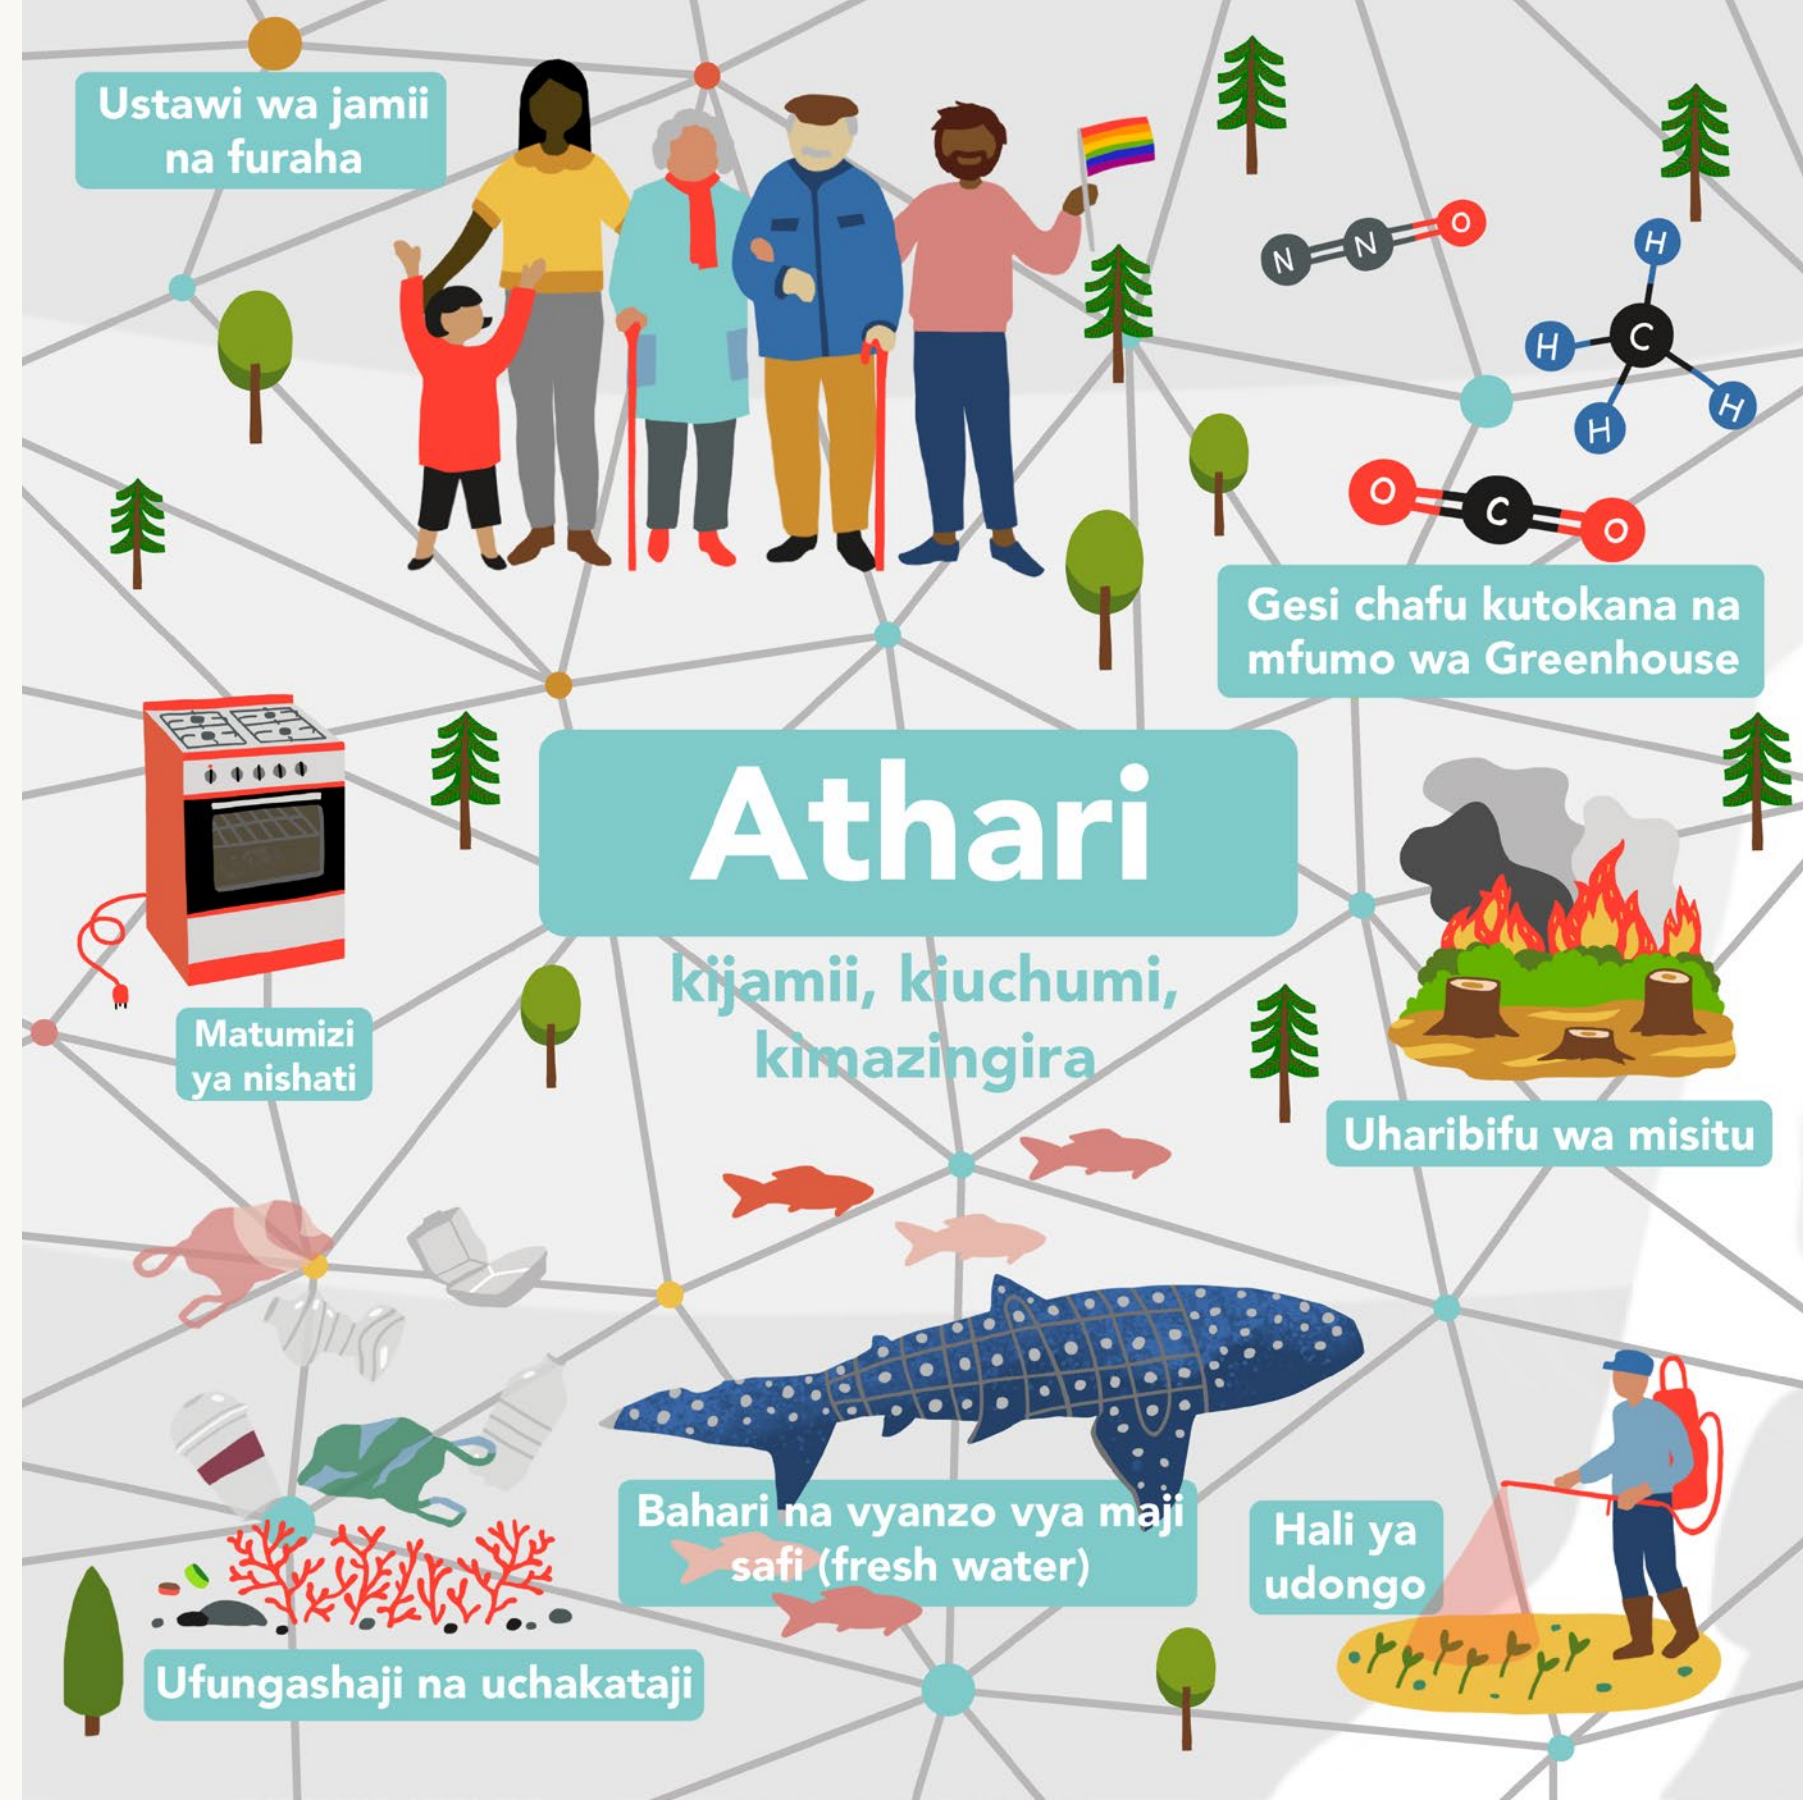 Ustawi wa jamii
na furaha
N N O
H
H C
H H
O C O
Gesi chafu kutokana na
mfumo wa Greenhouse
Athari
kijamii, kiuchumi,
kimazingira
Matumizi
ya nishati
Uharibifu wa misitu
Bahari na vyanzo vya maji
safi (fresh water)
Hali ya
udongo
Ufungashaji na uchakataji